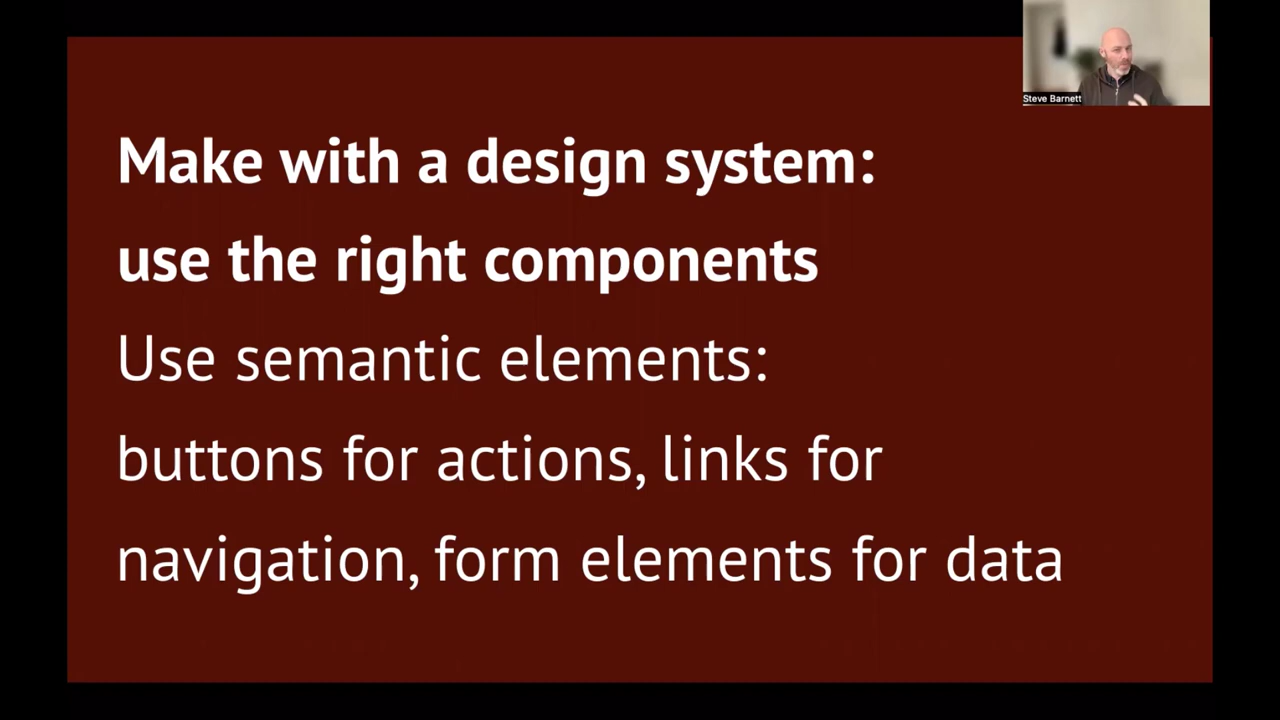 Steve Barnett
Make with a design system:
use the right components
Use semantic elements:
buttons for actions, links for
navigation, form elements for data